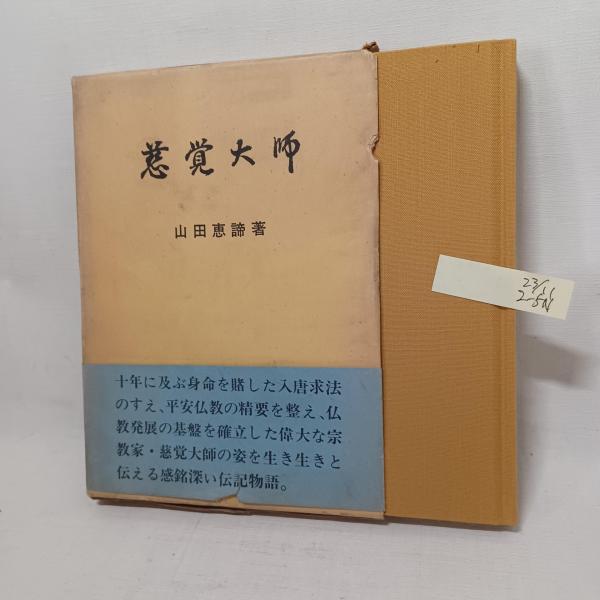 慈覚大師
山田恵諦著
十年に及ぶ身命を賭した入唐求法
のすえ、平安仏教の精要を整え、仏
教発展の基盤を確立した偉大な宗
教家・慈覚大師の姿を生き生きと
伝える感銘深い伝記物語。